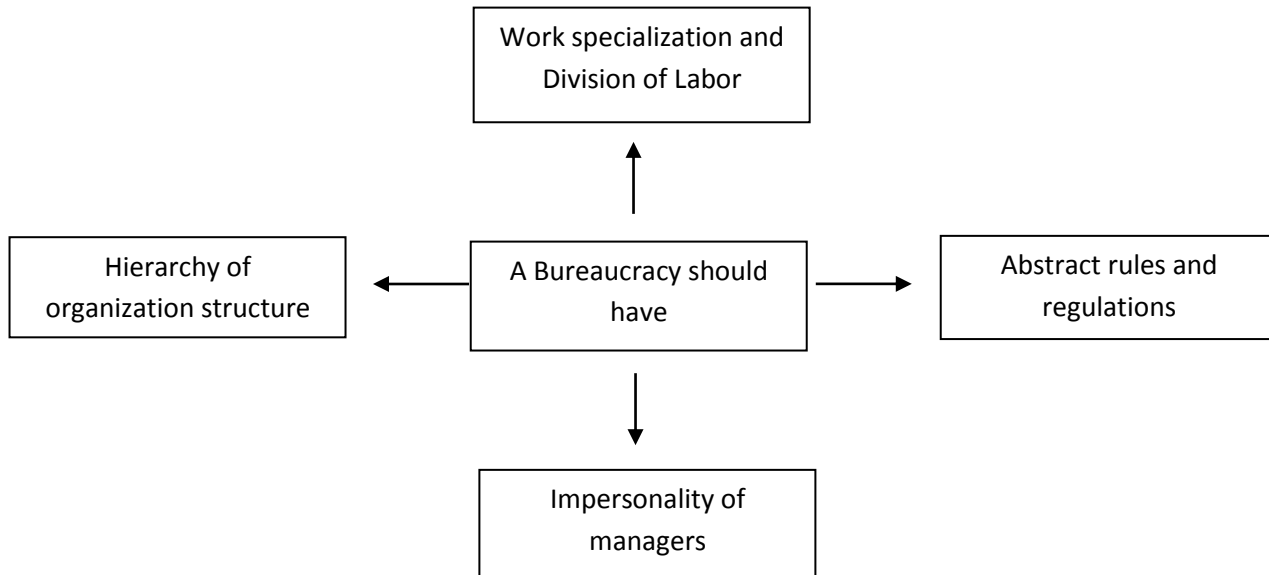 Work specialization and
Division of Labor
Hierarchy of
organization structure
A Bureaucracy should
have
Abstract rules and
regulations
Impersonality of
managers